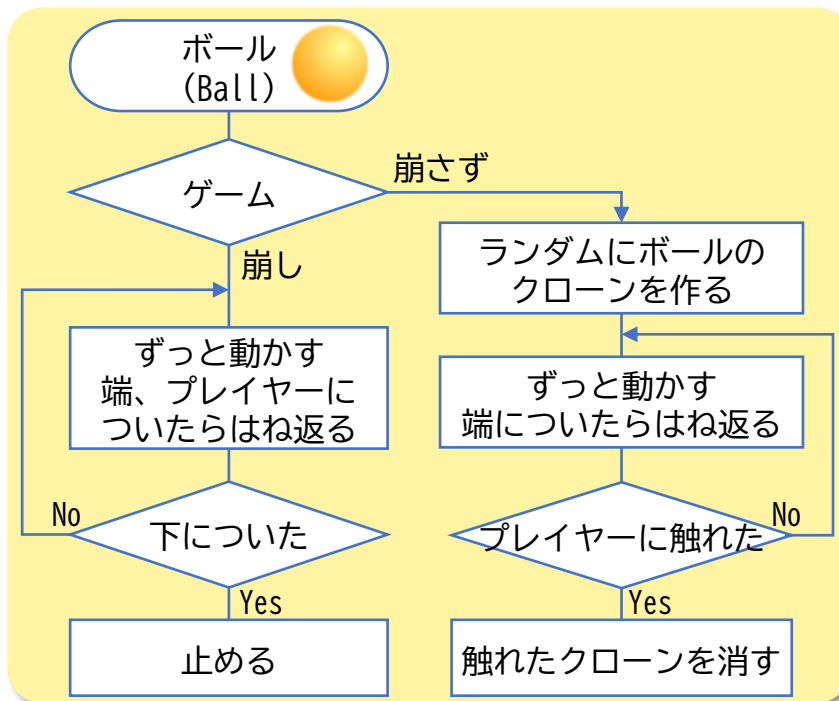 ボール
(Ball)
ゲーム
崩さず
崩し
ランダムにボールの
クローンを作る
ずっと動かす
端、プレイヤーに
ついたらはね返る
ずっと動かす
端についたらはね返る
No
下についた
プレイヤーに触れた
No
Yes
Yes
止める
触れたクローンを消す